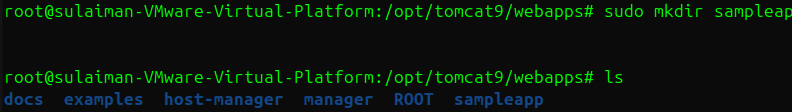 root@sulaiman-VMware-Virtual-Platform:/opt/tomcat9/webapps# sudo mkdir sampleap
root@sulaiman-VMware-Virtual-Platform:/opt/tomcat9/webapps# ls
docs  examples  host-manager  manager  ROOT  sampleapp